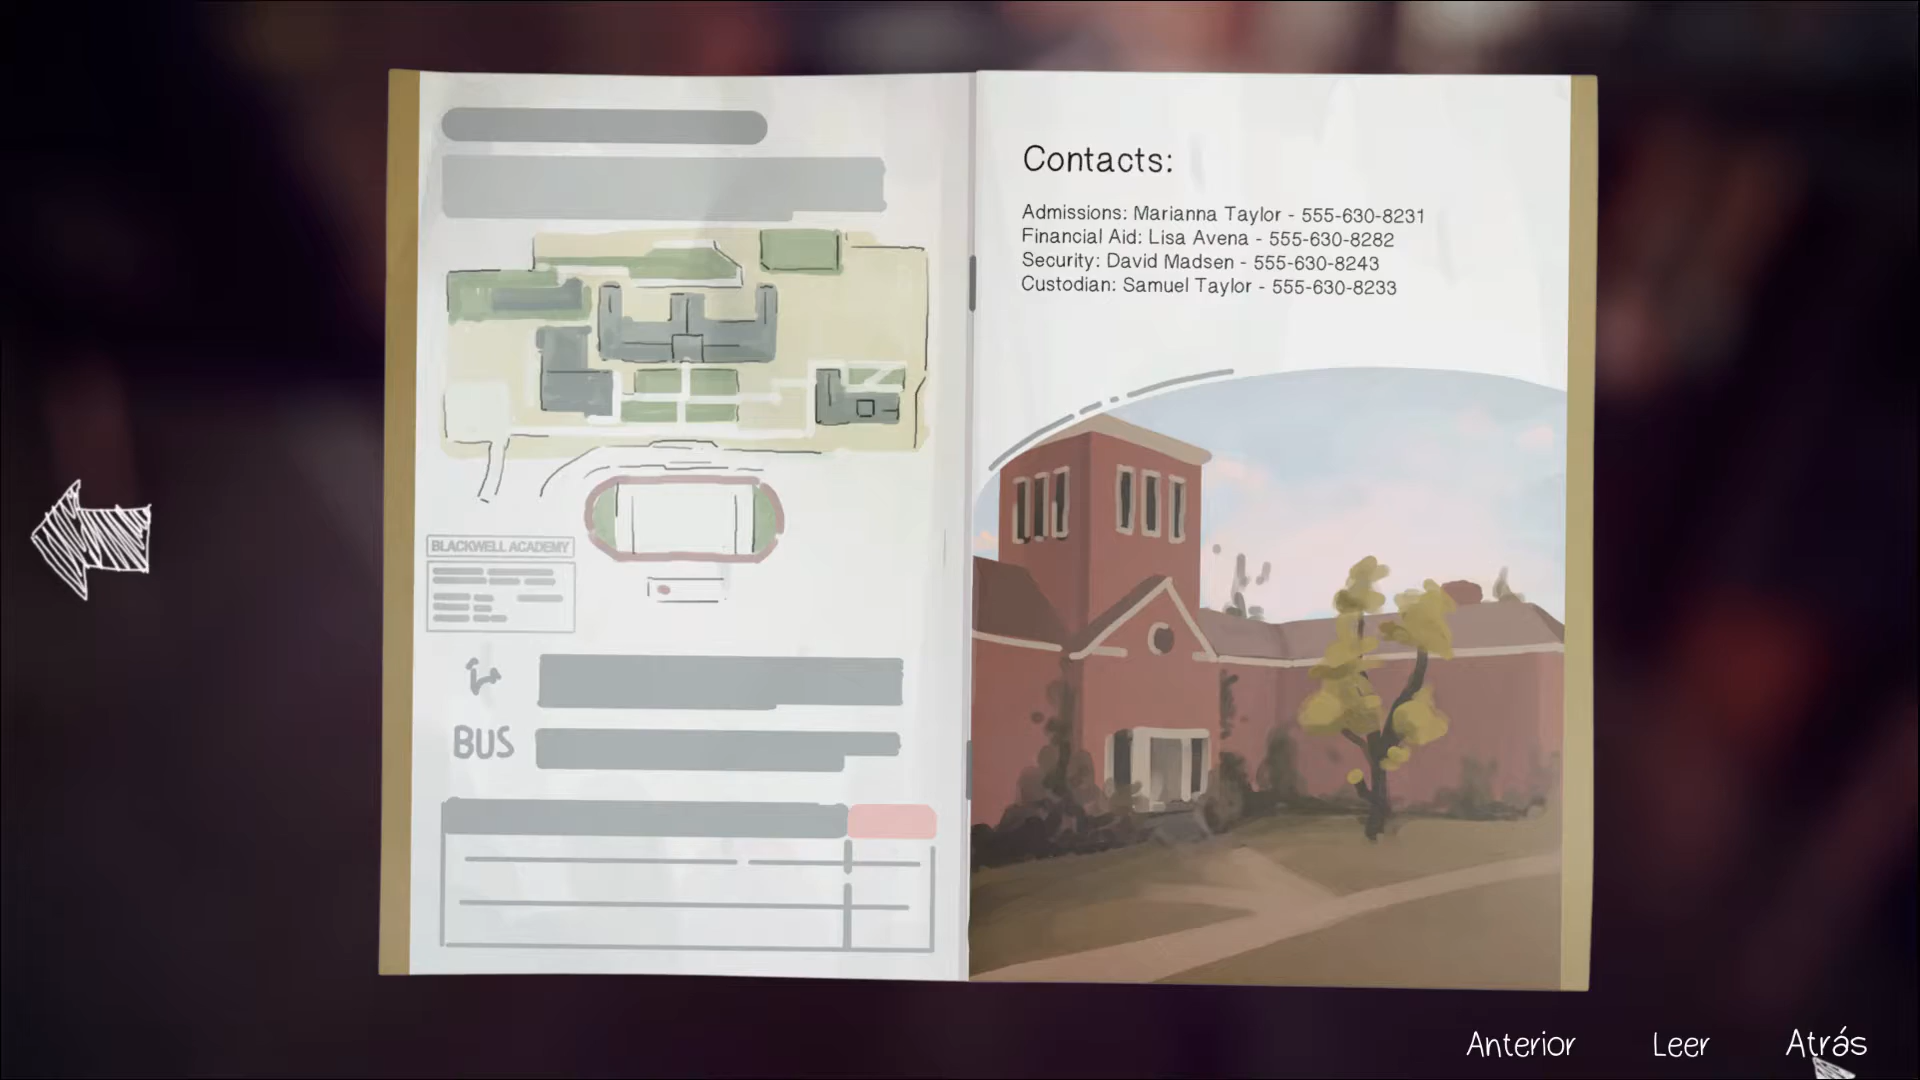 BLACKWELL ACADEMY
BUS
Contacts:
Admissions: Marianna Taylor - 555-630-8231
Financial Aid: Lisa Avena - 555-630-8282
Security: David Madsen - 555-630-8243
Custodian: Samuel Taylor - 555-630-8233
Anterior
Leer
Atrás